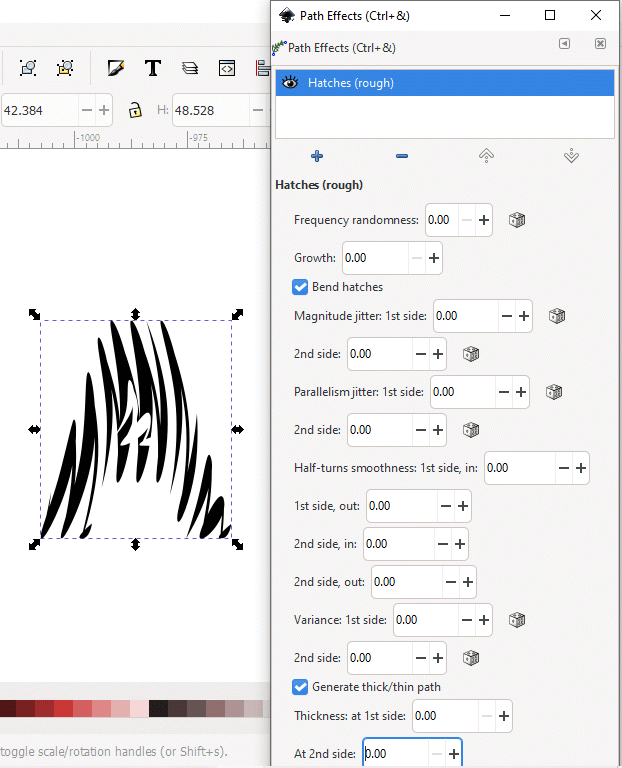 Path Effects (Ctrl+&)
Path Effects (Ctrl+&)
Hatches (rough)
T
42.384
H: 48.528
-1000
-975
Hatches (rough)
Frequency randomness: 0.00
Growth: 0.00
Bend hatches
Magnitude jitter: 1st side: 0.00
2nd side: 0.00
Parallelism jitter: 1st side: 0.00
2nd side: 0.00
Half-turns smoothness: 1st side, in: 0.00
1st side, out: 0.00
2nd side, in: 0.00
2nd side, out: 0.00
Variance: 1st side: 0.00
2nd side: 0.00
Generate thick/thin path
Thickness: at 1st side: 0.00
At 2nd side: 0.00
toggle scale/rotation handles (or Shift+s).